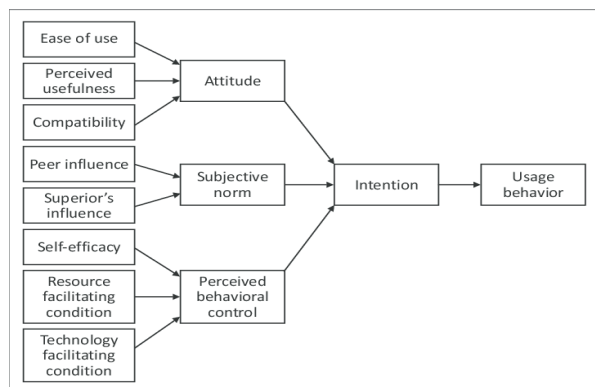 Ease of use
Perceived
usefulness
Compatibility
Peer influence
Superior's
influence
Self-efficacy
Resource
facilitating
condition
Technology
facilitating
condition
Attitude
Subjective
norm
Perceived
behavioral
control
Intention
Usage
behavior